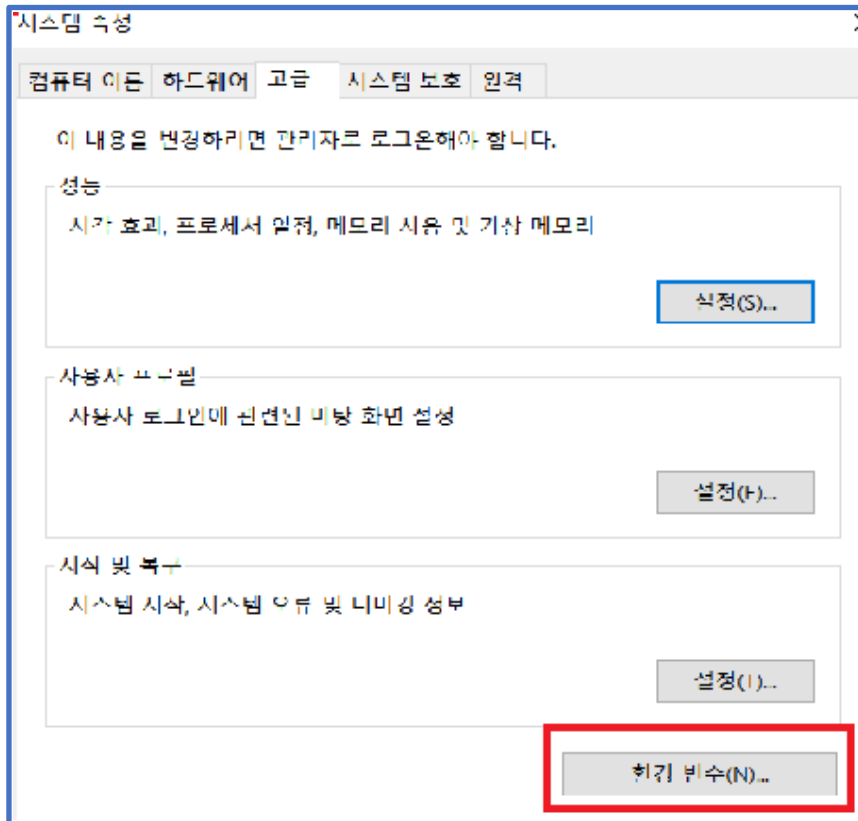 시스템 속성
컴퓨터 이름 하드웨어 고급 시스템 보호 원격
이 내용을 변경하려면 관리자로 로그온해야 합니다.
성능
시각 효과, 프로세서 일정, 메모리 사용 및 가상 메모리
설정(S)...
사용자 프로필
사용자 로그인에 관련된 바탕 화면 설정
설정(E)...
시작 및 복구
시스템 시작, 시스템 오류 및 디버깅 정보
설정(T)...
환경 변수(N)...